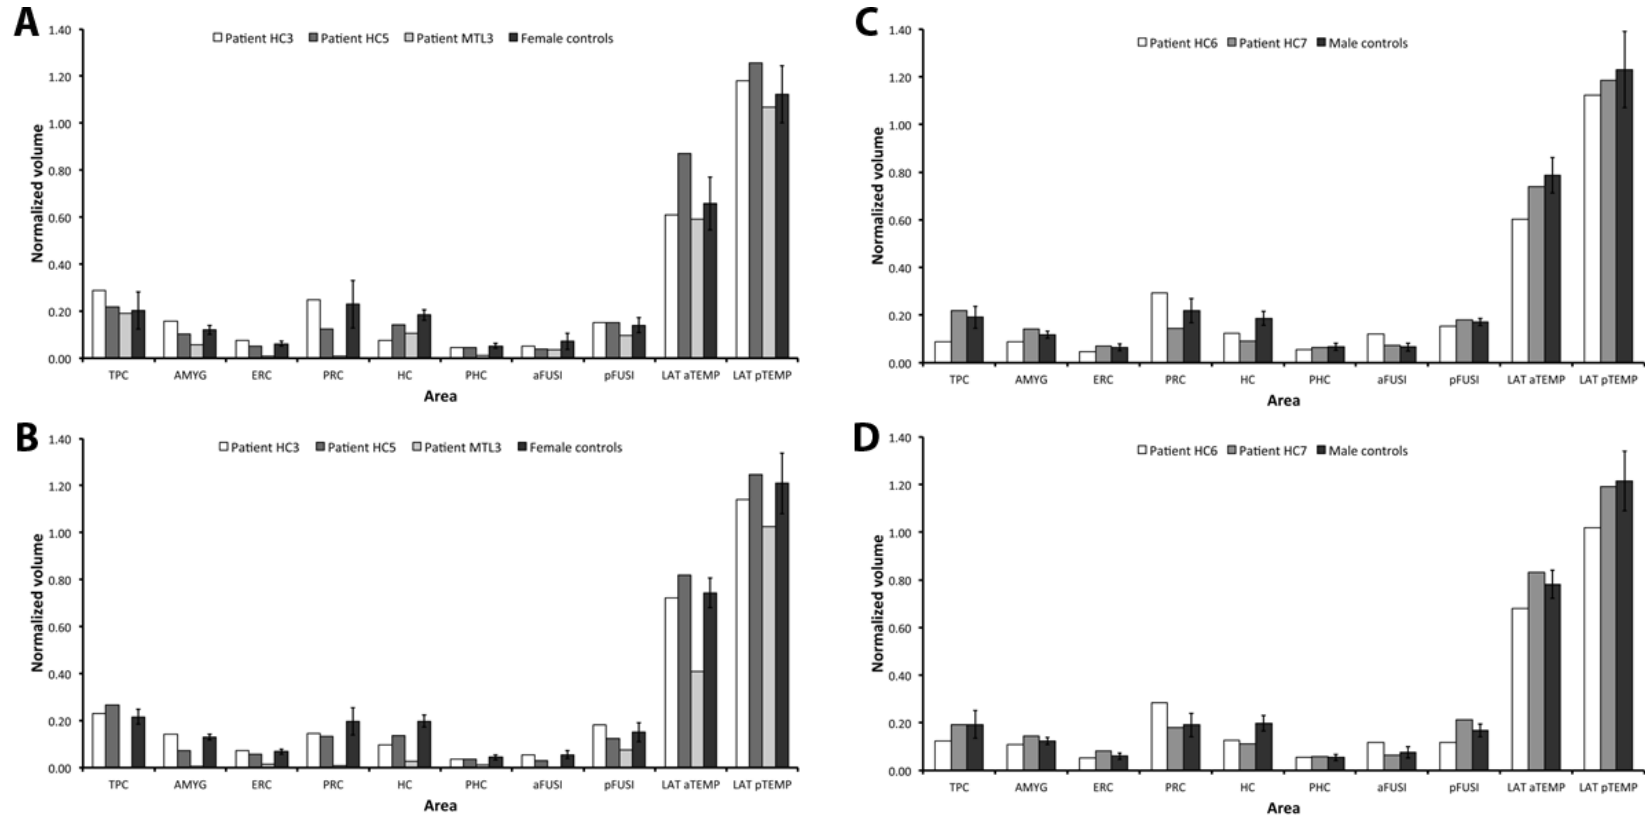 A
Patient HC3 Patient HC5 Patient MTL3 Female controls
1.40
1.20
1.00
0.80
0.60
0.40
0.20
0.00
Normalized volume
TPC AMYG ERC PRC HC PHC aFUSI pFUSI LAT aTEMP LAT pTEMP
Area
B
Patient HC3 Patient HC5 Patient MTL3 Female controls
1.40
1.20
1.00
0.80
0.60
0.40
0.20
0.00
Normalized volume
TPC AMYG ERC PRC HC PHC aFUSI pFUSI LAT aTEMP LAT pTEMP
Area
C
Patient HC6 Patient HC7 Male controls
1.40
1.20
1.00
0.80
0.60
0.40
0.20
0.00
Normalized volume
TPC AMYG ERC PRC HC PHC aFUSI pFUSI LAT aTEMP LAT pTEMP
Area
D
Patient HC6 Patient HC7 Male controls
1.40
1.20
1.00
0.80
0.60
0.40
0.20
0.00
Normalized volume
TPC AMYG ERC PRC HC PHC aFUSI pFUSI LAT aTEMP LAT pTEMP
Area